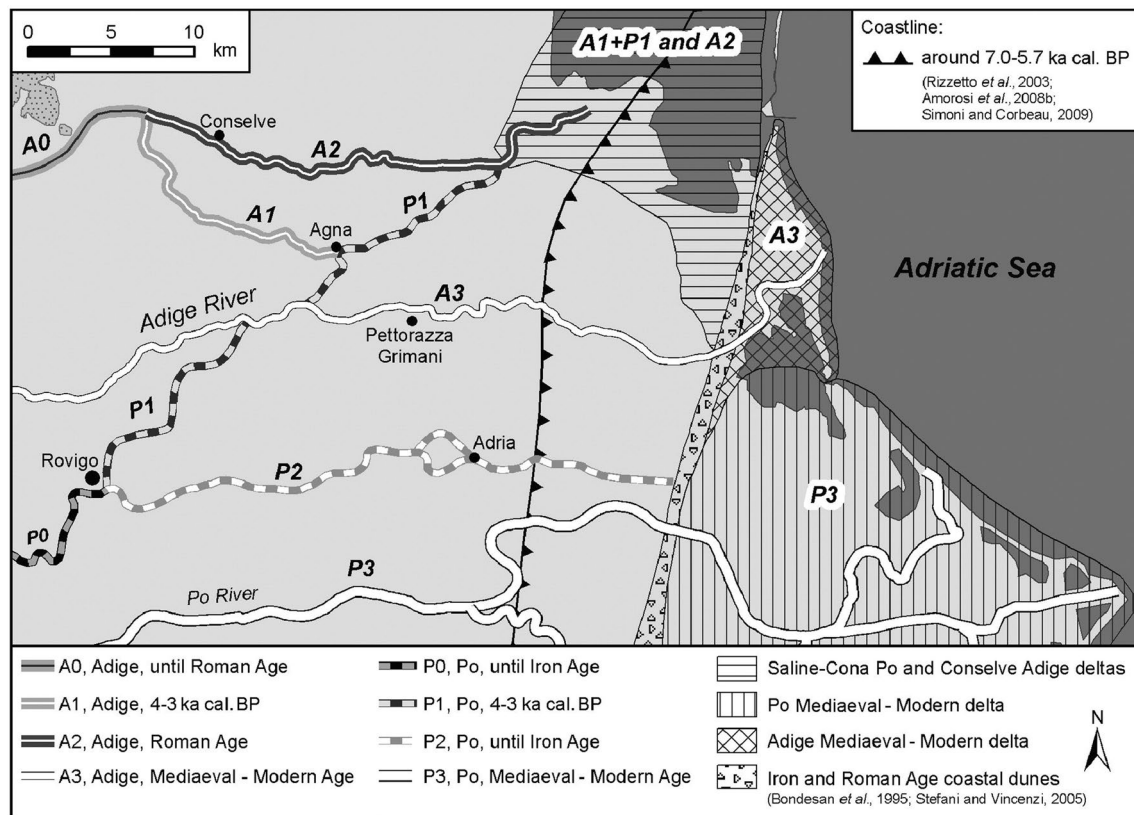 0 5 10
km
A1+P1 and A2
Coastline:
around 7.0-5.7 ka cal. BP
(Rizzetto et al., 2003;
Amorosi et al., 2008b;
Simoni and Corbeau, 2009)
A0
Conselve
A2
P1
A1
Agna
A3
Adriatic Sea
Adige River
A3
Pettorazza
Grimani
P1
Rovigo
Adria
P2
P3
P0
P3
Po River
A0, Adige, until Roman Age
A1, Adige, 4-3 ka cal. BP
A2, Adige, Roman Age
A3, Adige, Mediaeval - Modern Age
P0, Po, until Iron Age
P1, Po, 4-3 ka cal. BP
P2, Po, until Iron Age
P3, Po, Mediaeval - Modern Age
Saline-Cona Po and Conselve Adige deltas
Po Mediaeval - Modern delta
Adige Mediaeval - Modern delta
Iron and Roman Age coastal dunes
(Bondesan et al., 1995; Stefani and Vincenzi, 2005)
N